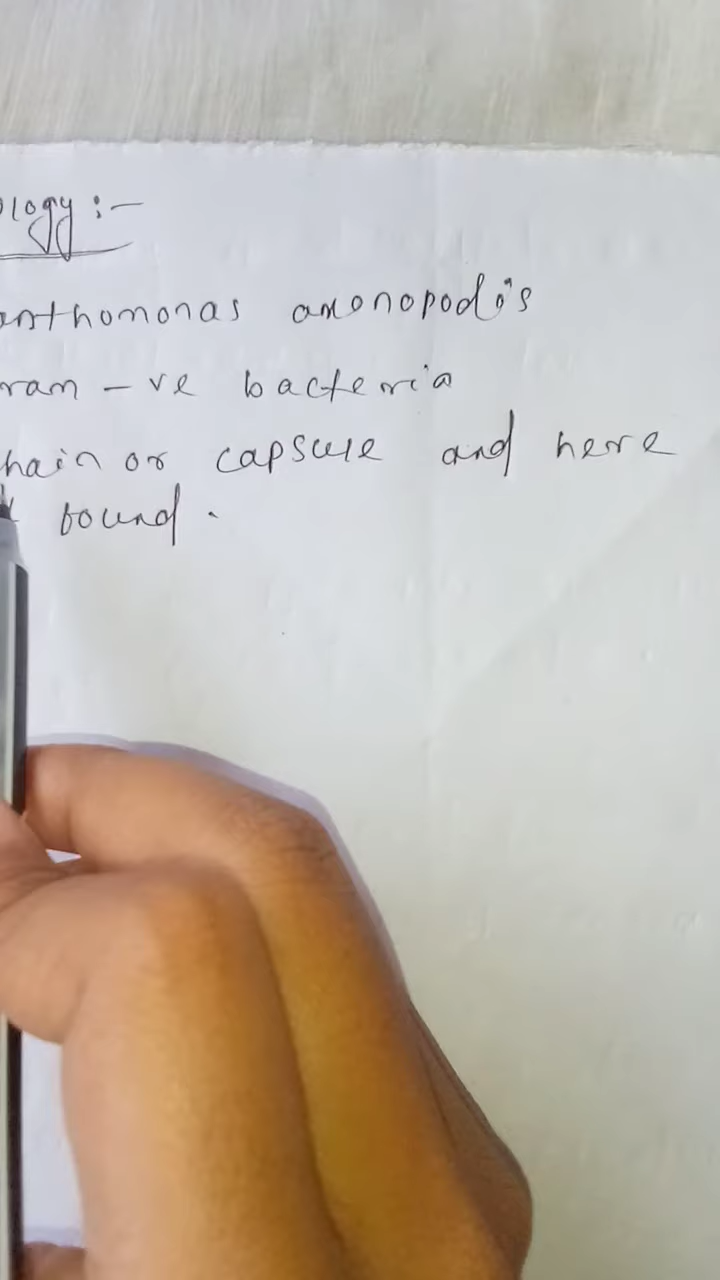 ology :-
anthomonas axonopodis
ram -ve bacteria
hain or capsule and here
found.